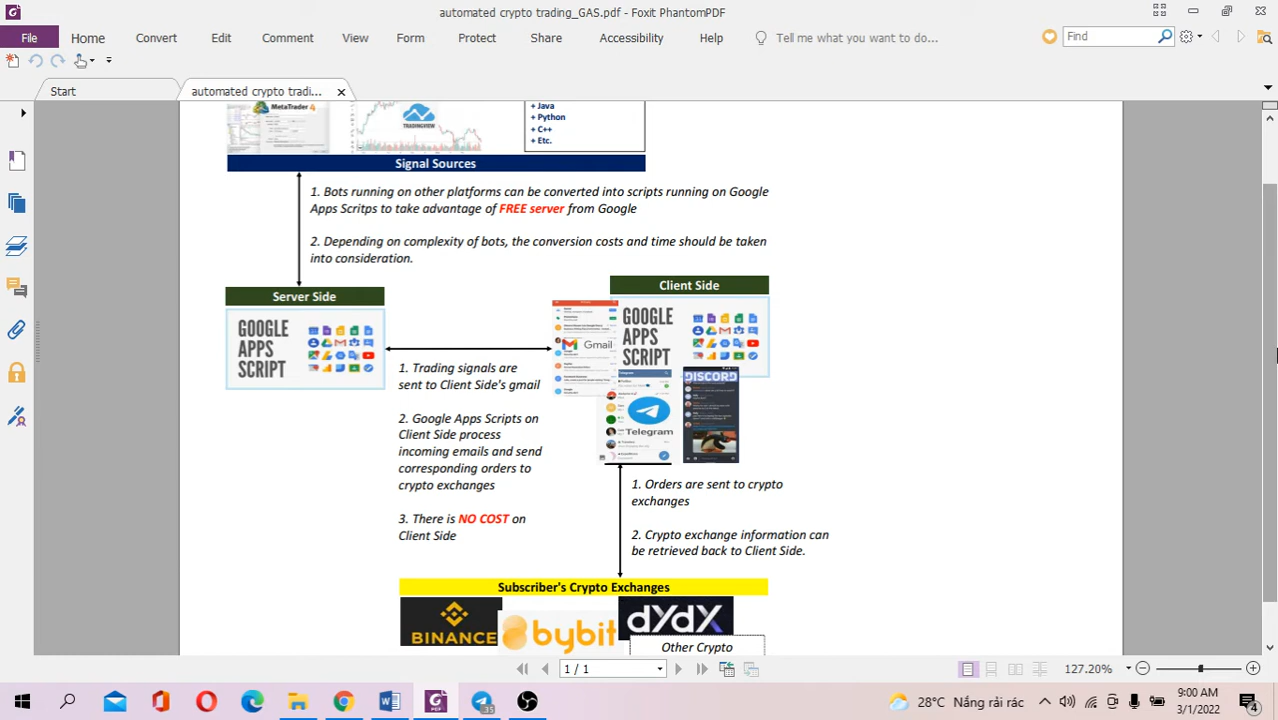 automated crypto trading_GAS.pdf - Foxit PhantomPDF
File Home Convert Edit Comment View Form Protect Share Accessibility Help Tell me what you want to do... Find
Start automated crypto tradi...
MetaTrader 4
TRADINGVIEW
+ Java
+ Python
+ C++
+ Etc.
Signal Sources
1. Bots running on other platforms can be converted into scripts running on Google
Apps Scritps to take advantage of FREE server from Google
2. Depending on complexity of bots, the conversion costs and time should be taken
into consideration.
Server Side
GOOGLE
APPS
SCRIPT
Client Side
GOOGLE
APPS
SCRIPT
Gmail
Telegram
Telegram
DISCORD
1. Trading signals are
sent to Client Side's gmail
2. Google Apps Scripts on
Client Side process
incoming emails and send
corresponding orders to
crypto exchanges
3. There is NO COST on
Client Side
1. Orders are sent to crypto
exchanges
2. Crypto exchange information can
be retrieved back to Client Side.
Subscriber's Crypto Exchanges
BINANCE
bybit
dYdX
Other Crypto
1 / 1
127.20%
35
28°C Nắng rải rác
9:00 AM
3/1/2022
4